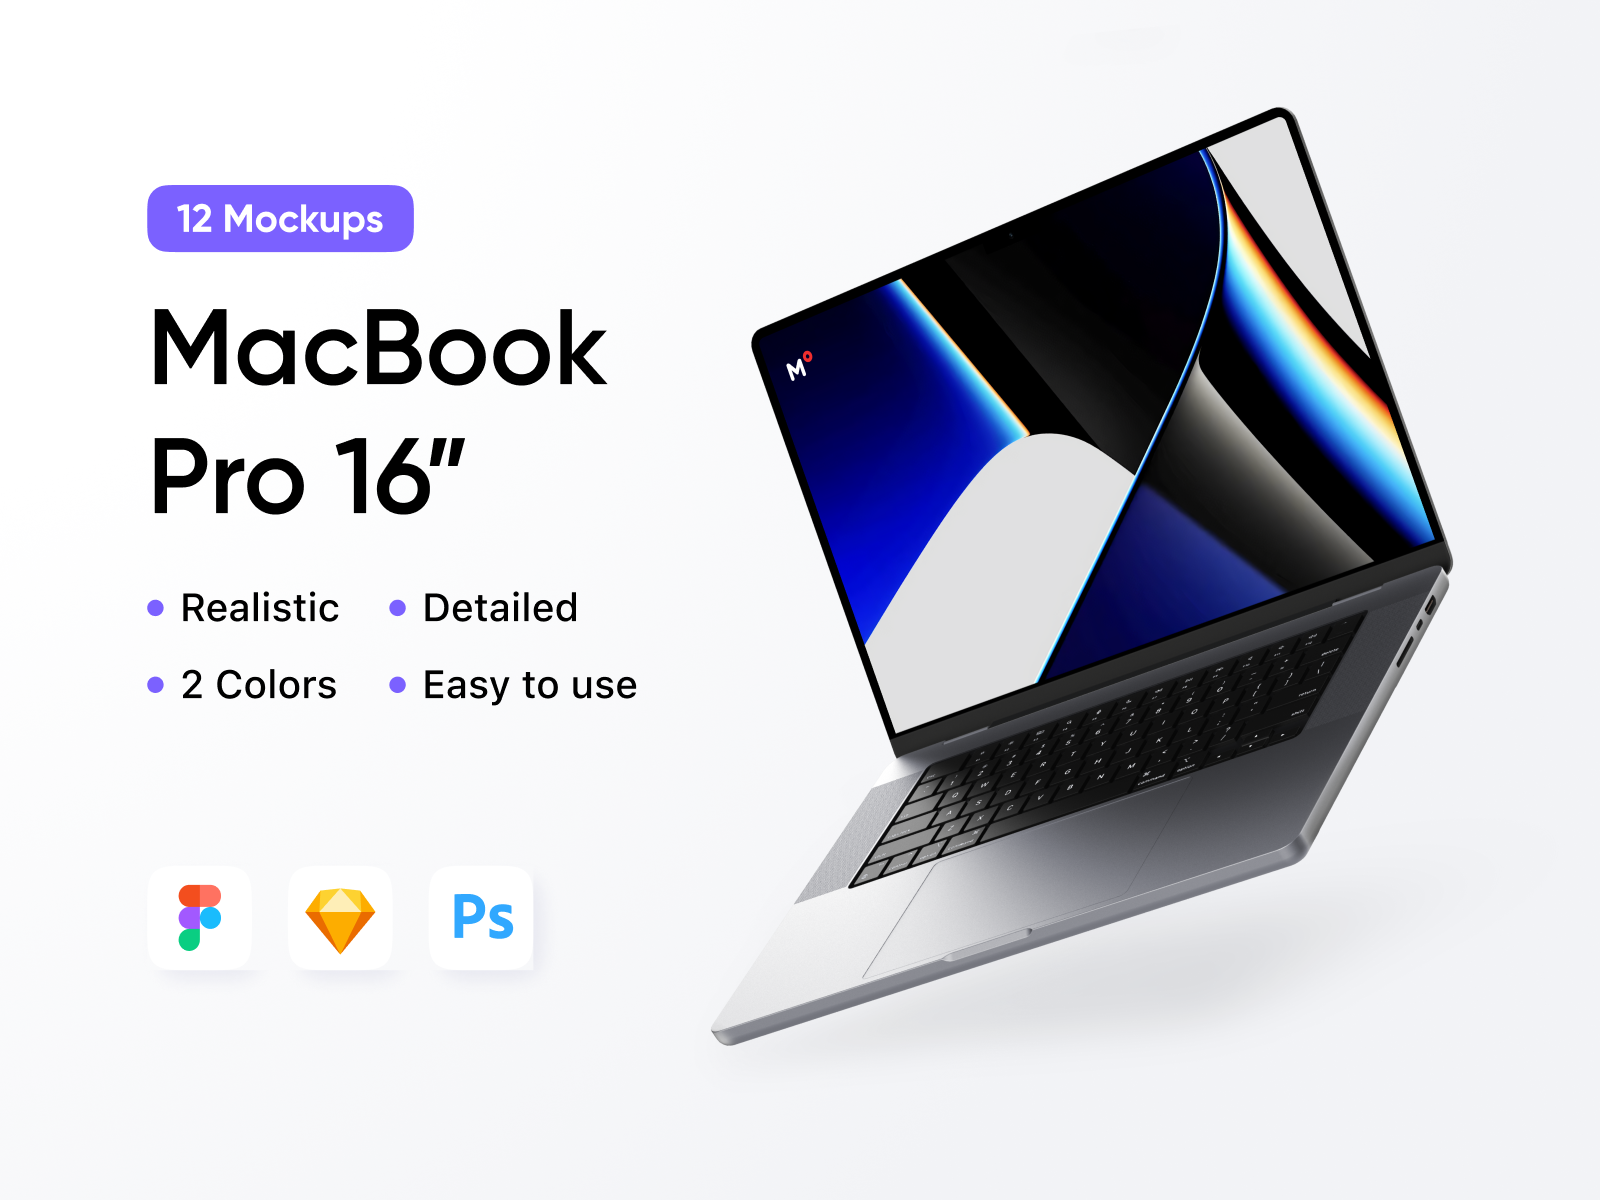 12 Mockups
MacBook
Pro 16″
Realistic
Detailed
2 Colors
Easy to use
Ps
M°